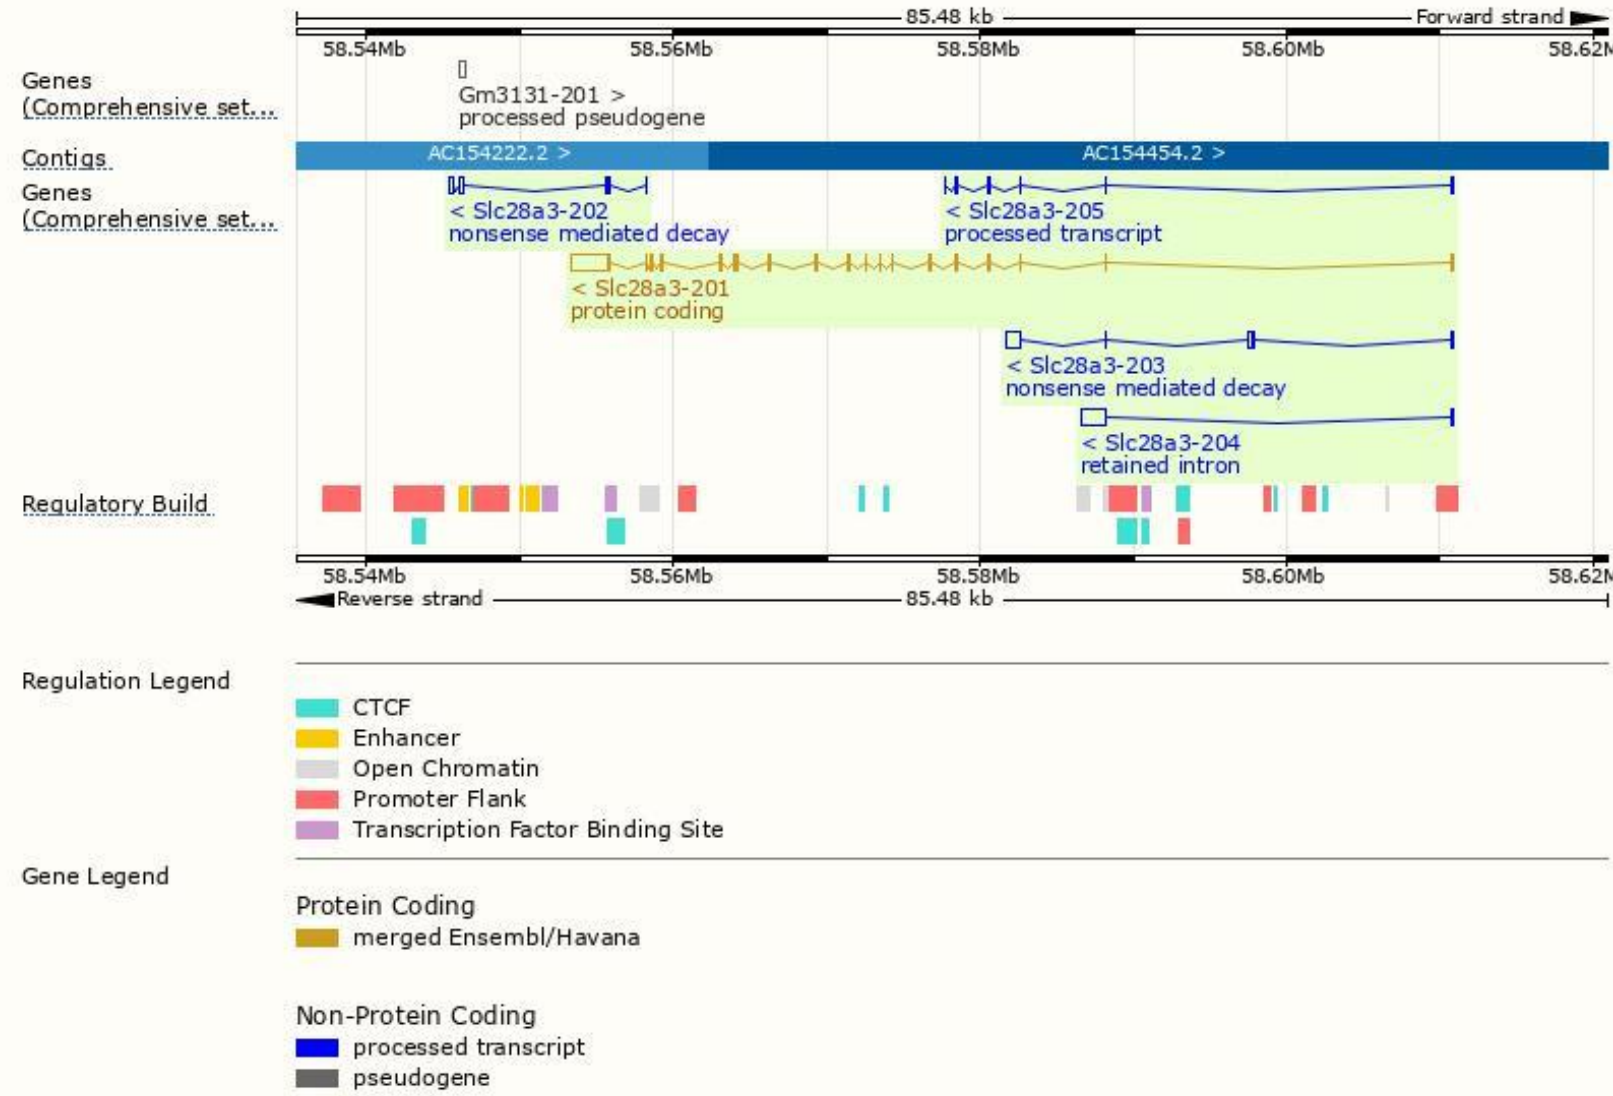 85.48 kb
Forward strand
58.54Mb 58.56Mb 58.58Mb 58.60Mb 58.62M
Genes
(Comprehensive set...
Gm3131-201 >
processed pseudogene
Contigs
AC154222.2 > AC154454.2 >
Genes
(Comprehensive set...
< Slc28a3-202 < Slc28a3-205
nonsense mediated decay processed transcript
< Slc28a3-201
protein coding
< Slc28a3-203
nonsense mediated decay
< Slc28a3-204
retained intron
Regulatory Build
58.54Mb 58.56Mb 58.58Mb 58.60Mb 58.62M
Reverse strand 85.48 kb
Regulation Legend
CTCF
Enhancer
Open Chromatin
Promoter Flank
Transcription Factor Binding Site
Gene Legend
Protein Coding
merged Ensembl/Havana
Non-Protein Coding
processed transcript
pseudogene